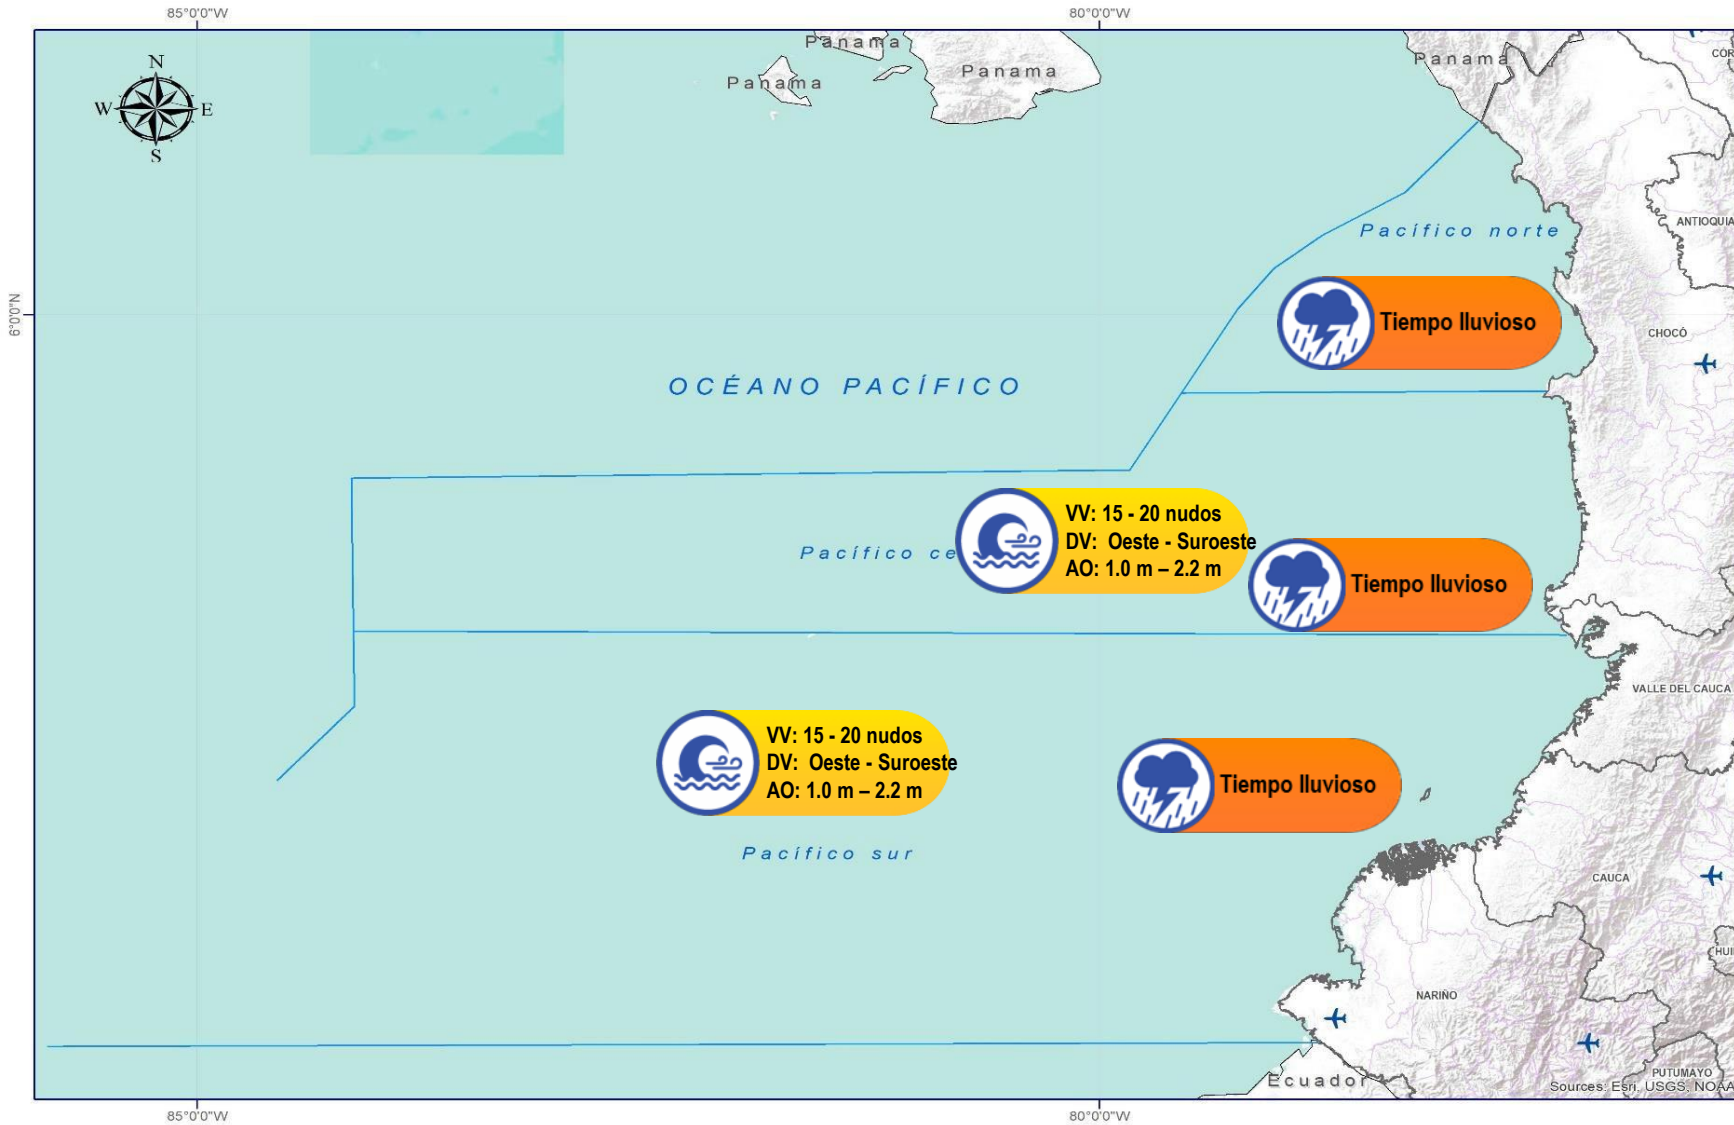 85°0'0"W
80°0'0"W
Panama
Panama
Panama
Panama
N
W
E
S
ANTIOQUIA
Pacífico norte
6°0'0"N
Tiempo lluvioso
CHOCÓ
OCÉANO PACÍFICO
VV: 15 - 20 nudos
DV: Oeste - Suroeste
AO: 1.0 m – 2.2 m
Pacífico ce
Tiempo lluvioso
VALLE DEL CAUCA
VV: 15 - 20 nudos
DV: Oeste - Suroeste
AO: 1.0 m – 2.2 m
Tiempo lluvioso
Pacífico sur
CAUCA
HUI
NARIÑO
PUTUMAYO
Ecuador
Sources: Esri, USGS, NOAA
85°0'0"W
80°0'0"W